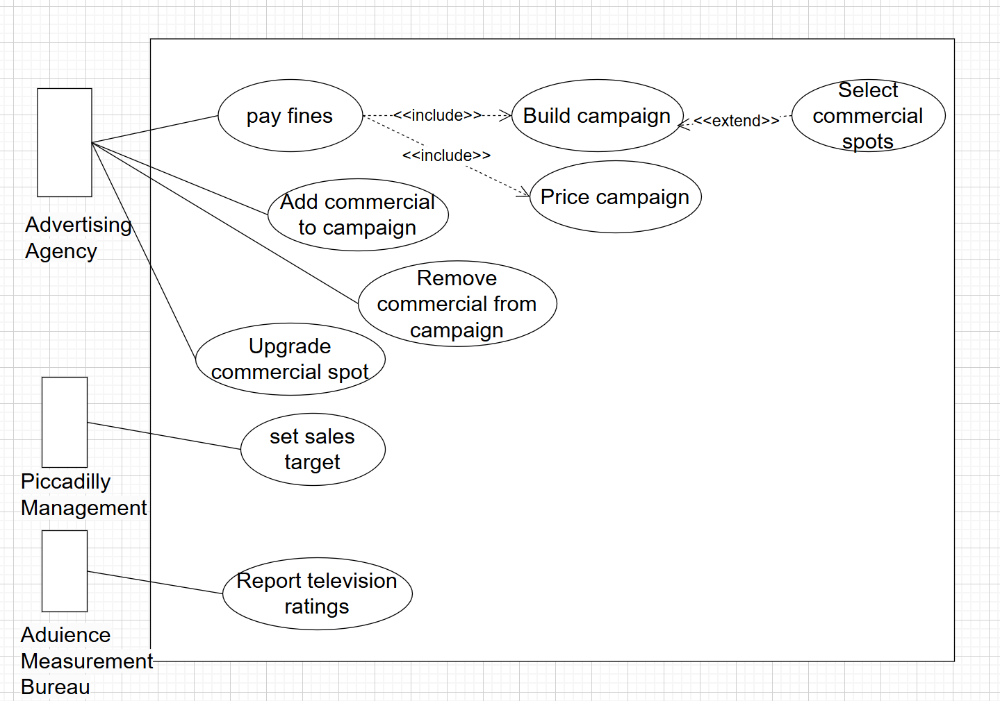 pay fines
<<include>>
Build campaign
<<extend>>
Select
commercial
spots
<<include>>
Price campaign
Add commercial
to campaign
Advertising
Agency
Remove
commercial from
campaign
Upgrade
commercial spot
set sales
target
Piccadilly
Management
Report television
ratings
Aduience
Measurement
Bureau